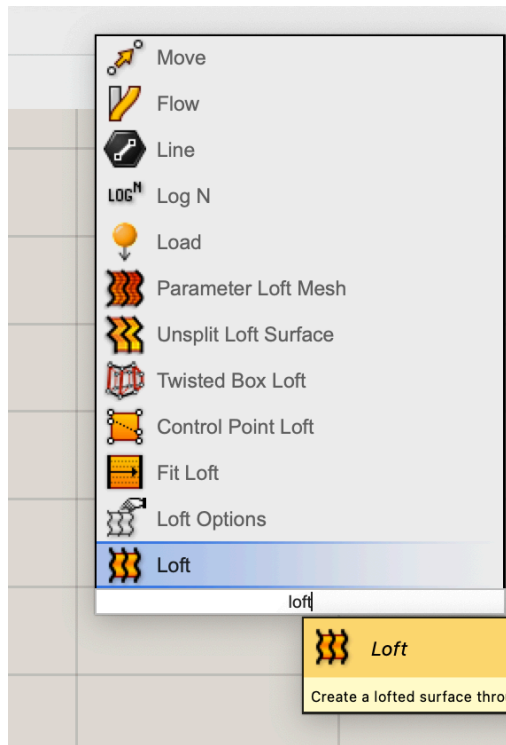 Move
Flow
Line
LOGᴺ Log N
Load
Parameter Loft Mesh
Unsplit Loft Surface
Twisted Box Loft
Control Point Loft
Fit Loft
Loft Options
Loft
loft
Loft
Create a lofted surface thro